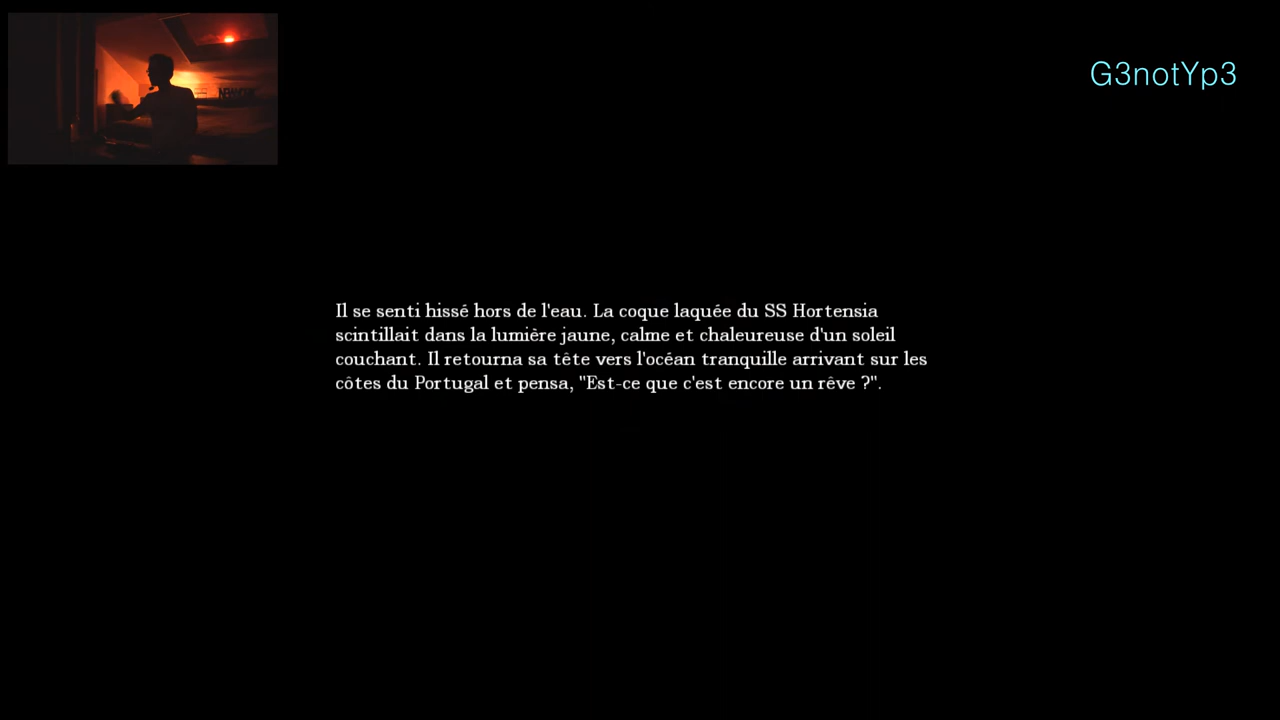 G3notYp3
Il se senti hissé hors de l'eau. La coque laquée du SS Hortensia
scintillait dans la lumière jaune, calme et chaleureuse d'un soleil
couchant. Il retourna sa tête vers l'océan tranquille arrivant sur les
côtes du Portugal et pensa, "Est-ce que c'est encore un rêve ?".